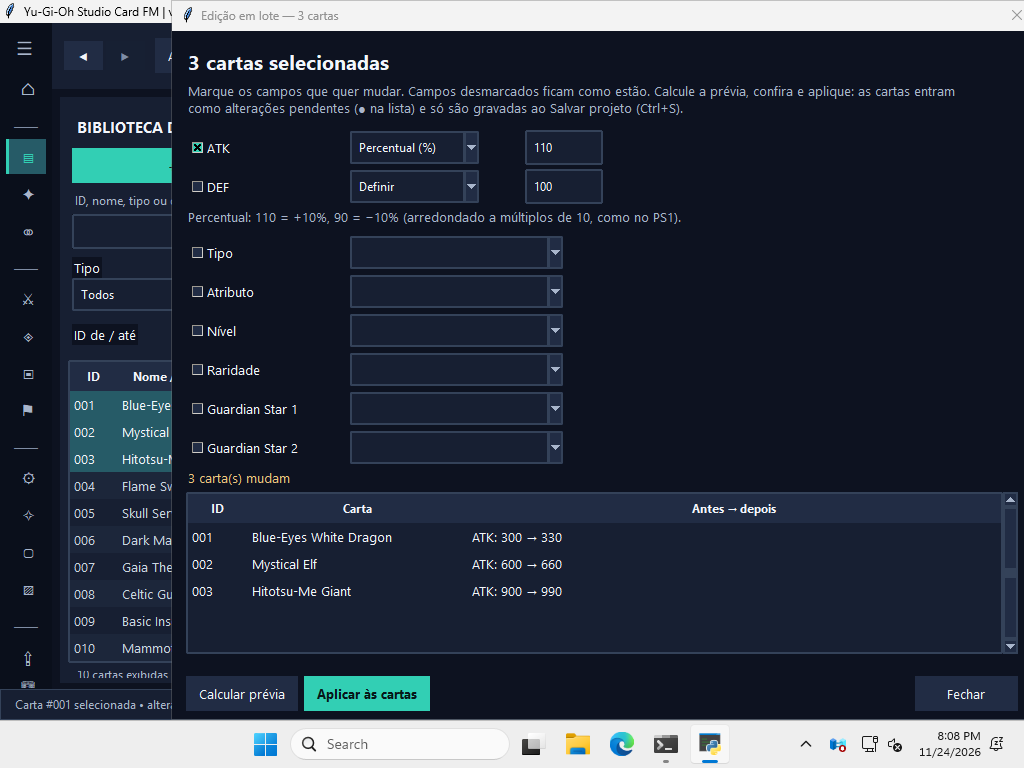 Yu-Gi-Oh Studio Card FM |
Edição em lote — 3 cartas
3 cartas selecionadas
Marque os campos que quer mudar. Campos desmarcados ficam como estão. Calcule a prévia, confira e aplique: as cartas entram
como alterações pendentes (● na lista) e só são gravadas ao Salvar projeto (Ctrl+S).
ATK Percentual (%) 110
DEF Definir 100
Percentual: 110 = +10%, 90 = −10% (arredondado a múltiplos de 10, como no PS1).
Tipo
Atributo
Nível
Raridade
Guardian Star 1
Guardian Star 2
3 carta(s) mudam
ID Carta Antes → depois
001 Blue-Eyes White Dragon ATK: 300 → 330
002 Mystical Elf ATK: 600 → 660
003 Hitotsu-Me Giant ATK: 900 → 990
Calcular prévia Aplicar às cartas Fechar
BIBLIOTECA
ID, nome, tipo ou
Tipo
Todos
ID de / até
ID Nome
001 Blue-Eye
002 Mystical
003 Hitotsu-
004 Flame Sw
005 Skull Ser
006 Dark Ma
007 Gaia The
008 Celtic Gu
009 Basic Ins
010 Mammo
10 cartas exibidas
Carta #001 selecionada • altera
Search
8:08 PM
11/24/2026